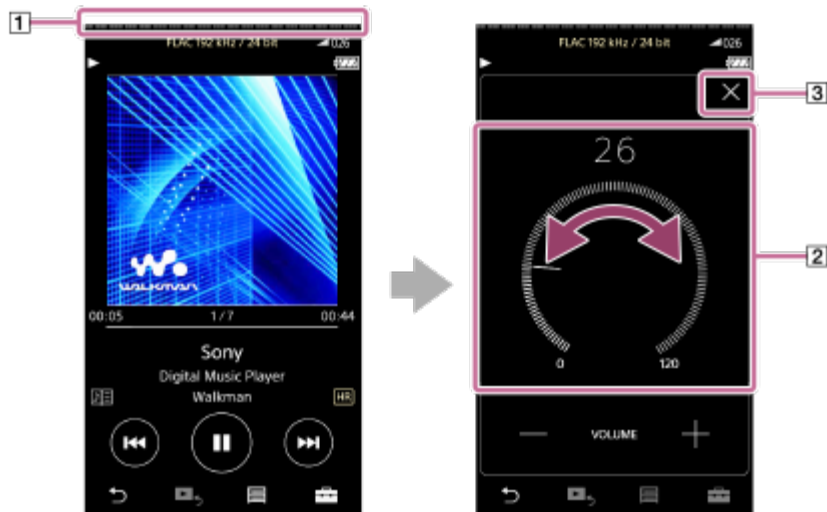 1
FLAC 192 kHz / 24 bit
026
WALKMAN
00:05
1/7
00:44
Sony
Digital Music Player
Walkman
HR
FLAC 192 kHz / 24 bit
026
3
26
2
0
120
VOLUME